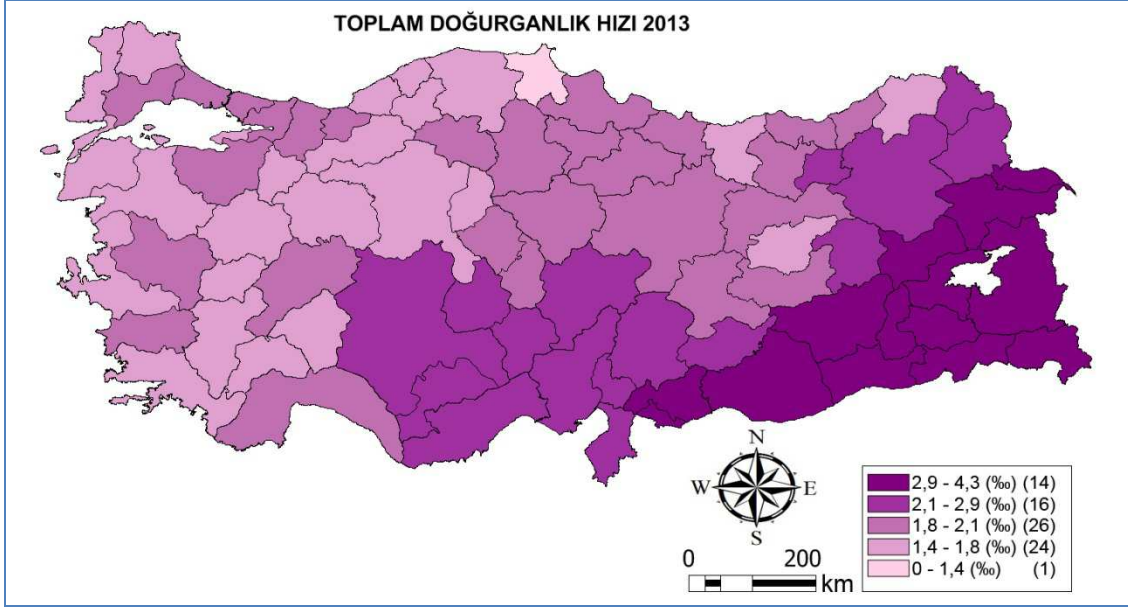 TOPLAM DOĞURGANLIK HIZI 2013
N
W E
S
2,9 - 4,3 (‰) (14)
2,1 - 2,9 (‰) (16)
1,8 - 2,1 (‰) (26)
1,4 - 1,8 (‰) (24)
0 - 1,4 (‰) (1)
0 200
km